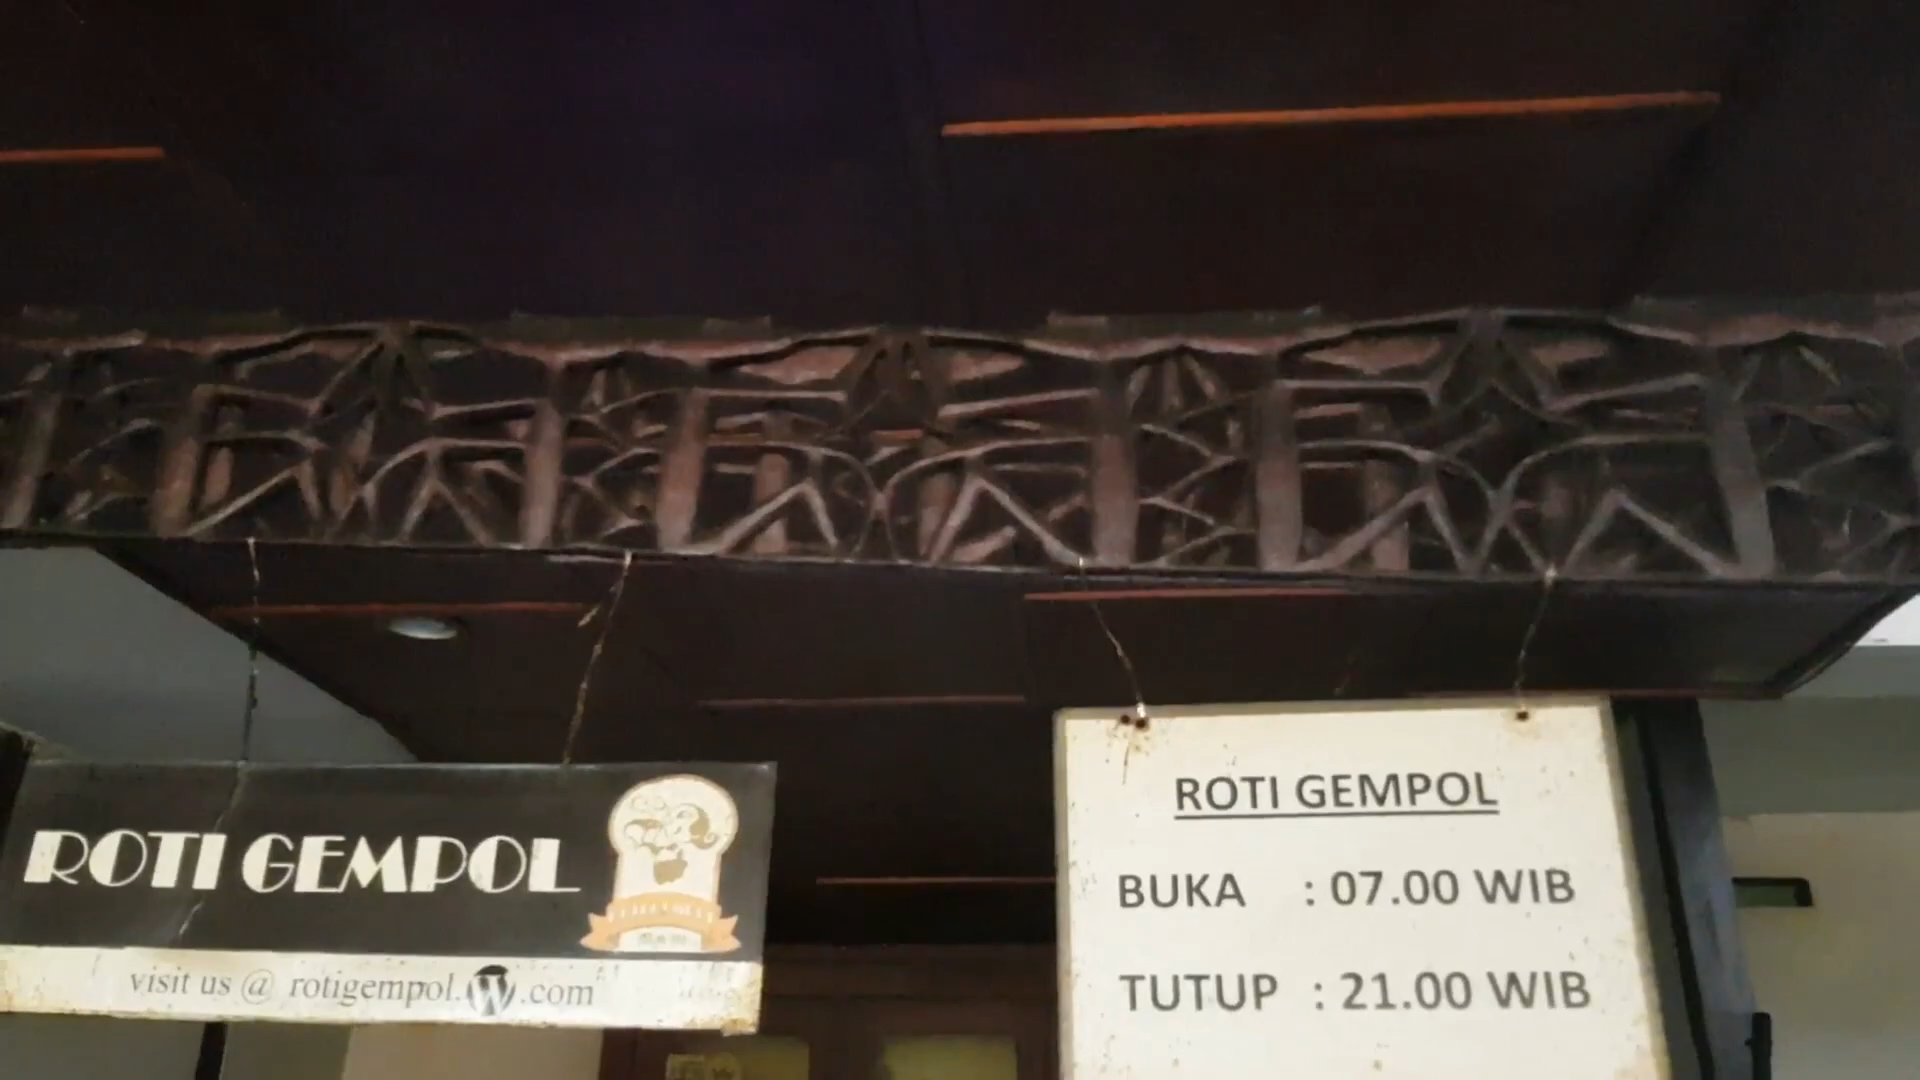 ROTI GEMPOL
visit us @ rotigempol.W.com
ROTI GEMPOL
BUKA : 07.00 WIB
TUTUP : 21.00 WIB